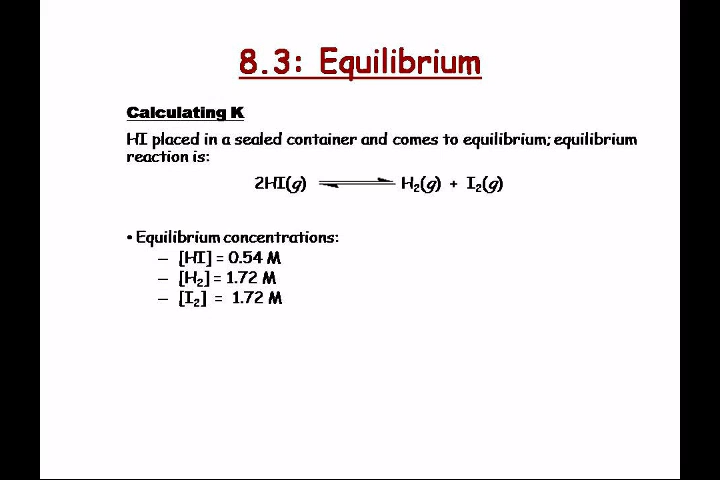 8.3: Equilibrium
Calculating K
HI placed in a sealed container and comes to equilibrium; equilibrium
reaction is:
2HI(g) ⇌ H₂(g) + I₂(g)
• Equilibrium concentrations:
– [HI] = 0.54 M
– [H₂] = 1.72 M
– [I₂] = 1.72 M